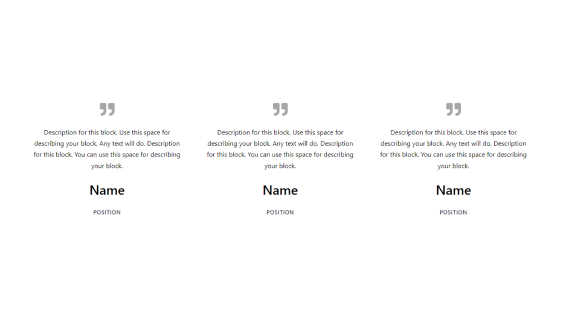 Description for this block. Use this space for
describing your block. Any text will do. Description
for this block. You can use this space for describing
your block.
Name
POSITION
Description for this block. Use this space for
describing your block. Any text will do. Description
for this block. You can use this space for describing
your block.
Name
POSITION
Description for this block. Use this space for
describing your block. Any text will do. Description
for this block. You can use this space for describing
your block.
Name
POSITION